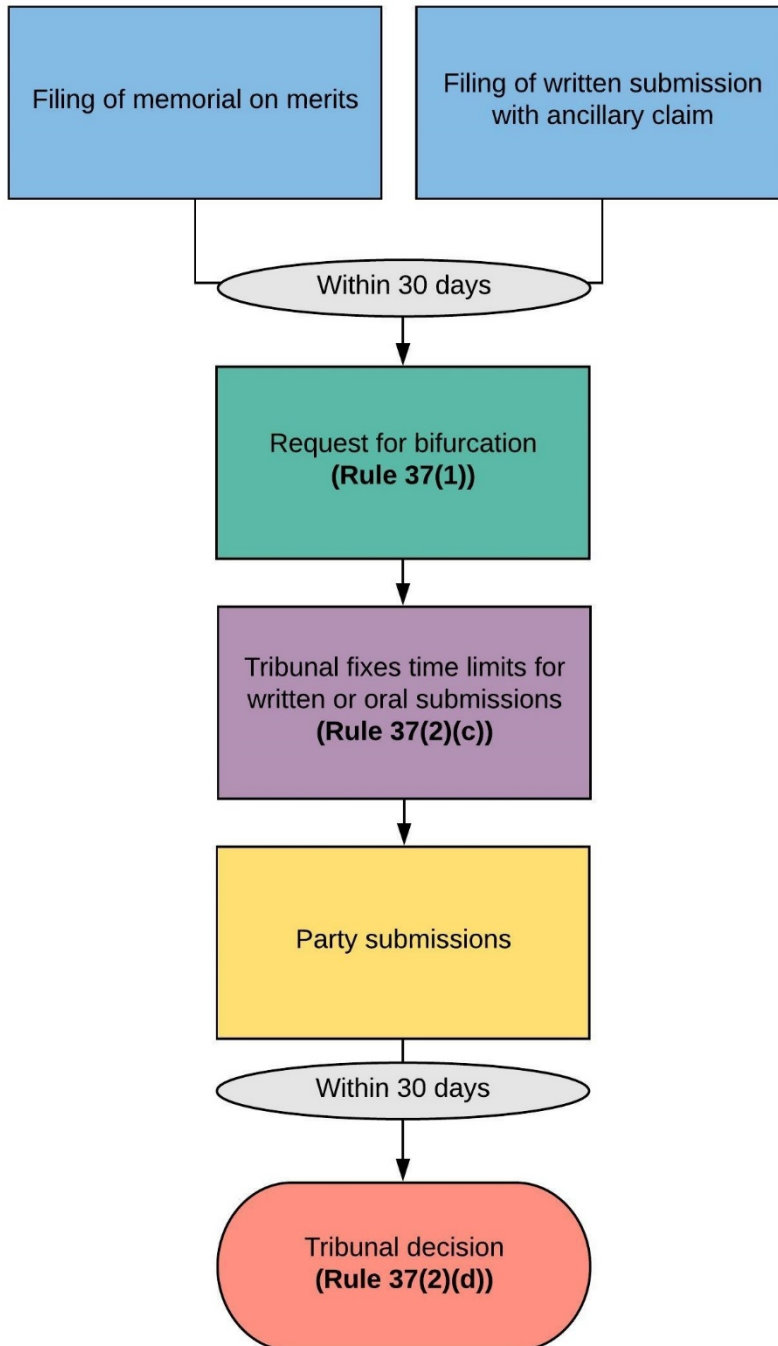 Filing of memorial on merits
Filing of written submission
with ancillary claim
Within 30 days
Request for bifurcation
(Rule 37(1))
Tribunal fixes time limits for
written or oral submissions
(Rule 37(2)(c))
Party submissions
Within 30 days
Tribunal decision
(Rule 37(2)(d))